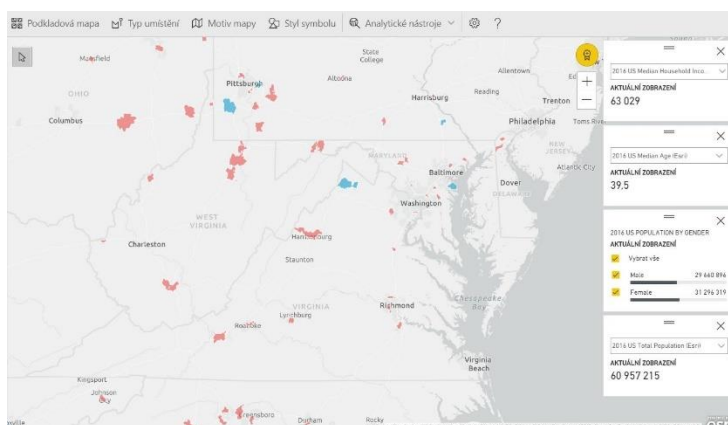 Podkladová mapa
Typ umístění
Motiv mapy
Styl symbolu
Analytické nástroje
?
Mansfield
OHIO
Columbus
Pittsburgh
Altoona
State
College
Harrisburg
Allentown
Reading
Trenton
Philadelphia
Toms River
NEW
JERSEY
Atlantic City
MARYLAND
Baltimore
Dover
DELAWARE
Washington
WEST
VIRGINIA
Charleston
Harrisonburg
Staunton
VIRGINIA
Richmond
Chesapeake
Bay
Lynchburg
Roanoke
Virginia
Beach
Kingsport
Johnson
City
Greensboro
Durham
Rocky
2016 US Median Household Inco...
AKTUÁLNÍ ZOBRAZENÍ
63 029
2016 US Median Age (Esri)
AKTUÁLNÍ ZOBRAZENÍ
39,5
2016 US POPULATION BY GENDER
AKTUÁLNÍ ZOBRAZENÍ
Vybrat vše
Male 29 660 896
Female 31 296 319
2016 US Total Population (Esri)
AKTUÁLNÍ ZOBRAZENÍ
60 957 215